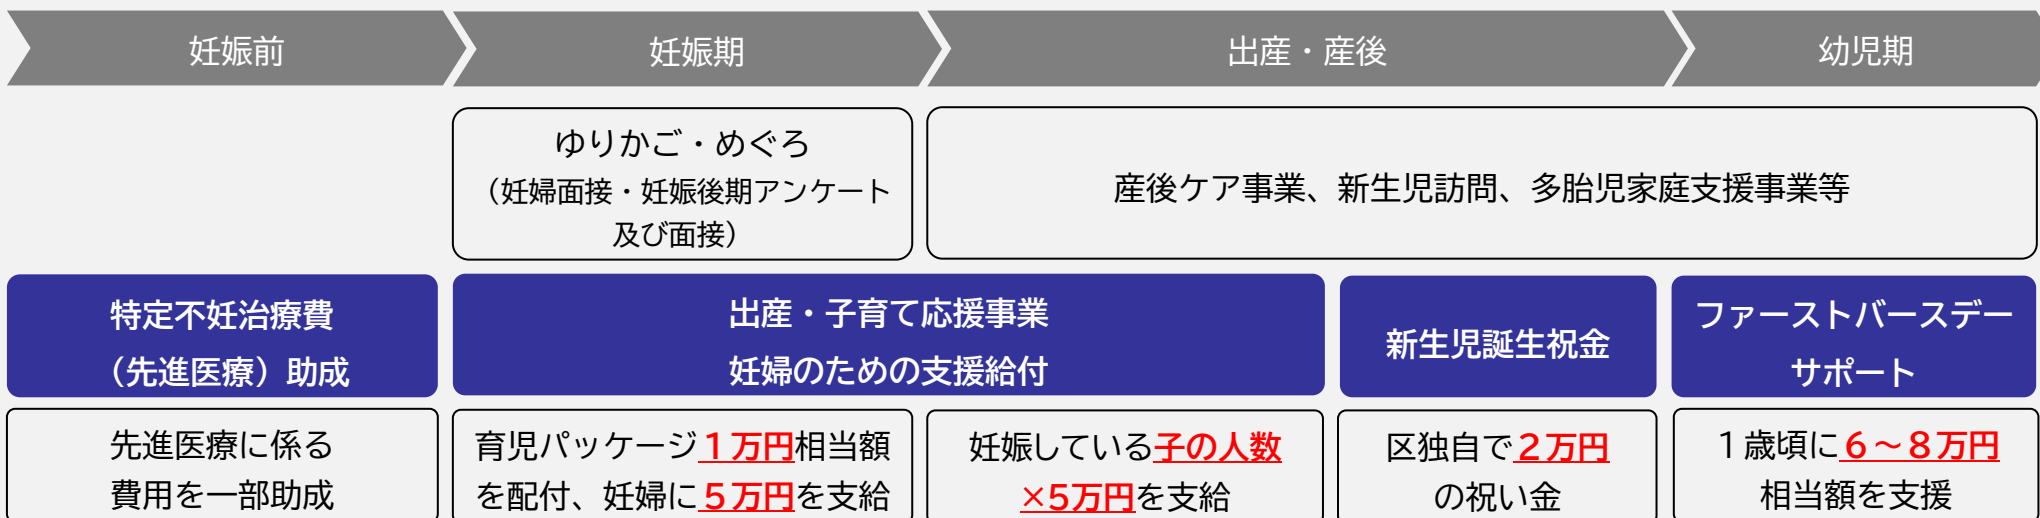 妊娠前
妊娠期
出産・産後
幼児期
ゆりかご・めぐろ
（妊婦面接・妊娠後期アンケート
及び面接）
産後ケア事業、新生児訪問、多胎児家庭支援事業等
特定不妊治療費
（先進医療）助成
出産・子育て応援事業
妊婦のための支援給付
新生児誕生祝金
ファーストバースデー
サポート
先進医療に係る
費用を一部助成
育児パッケージ１万円相当額
を配付、妊婦に５万円を支給
妊娠している子の人数
×5万円を支給
区独自で２万円
の祝い金
１歳頃に６～８万円
相当額を支援